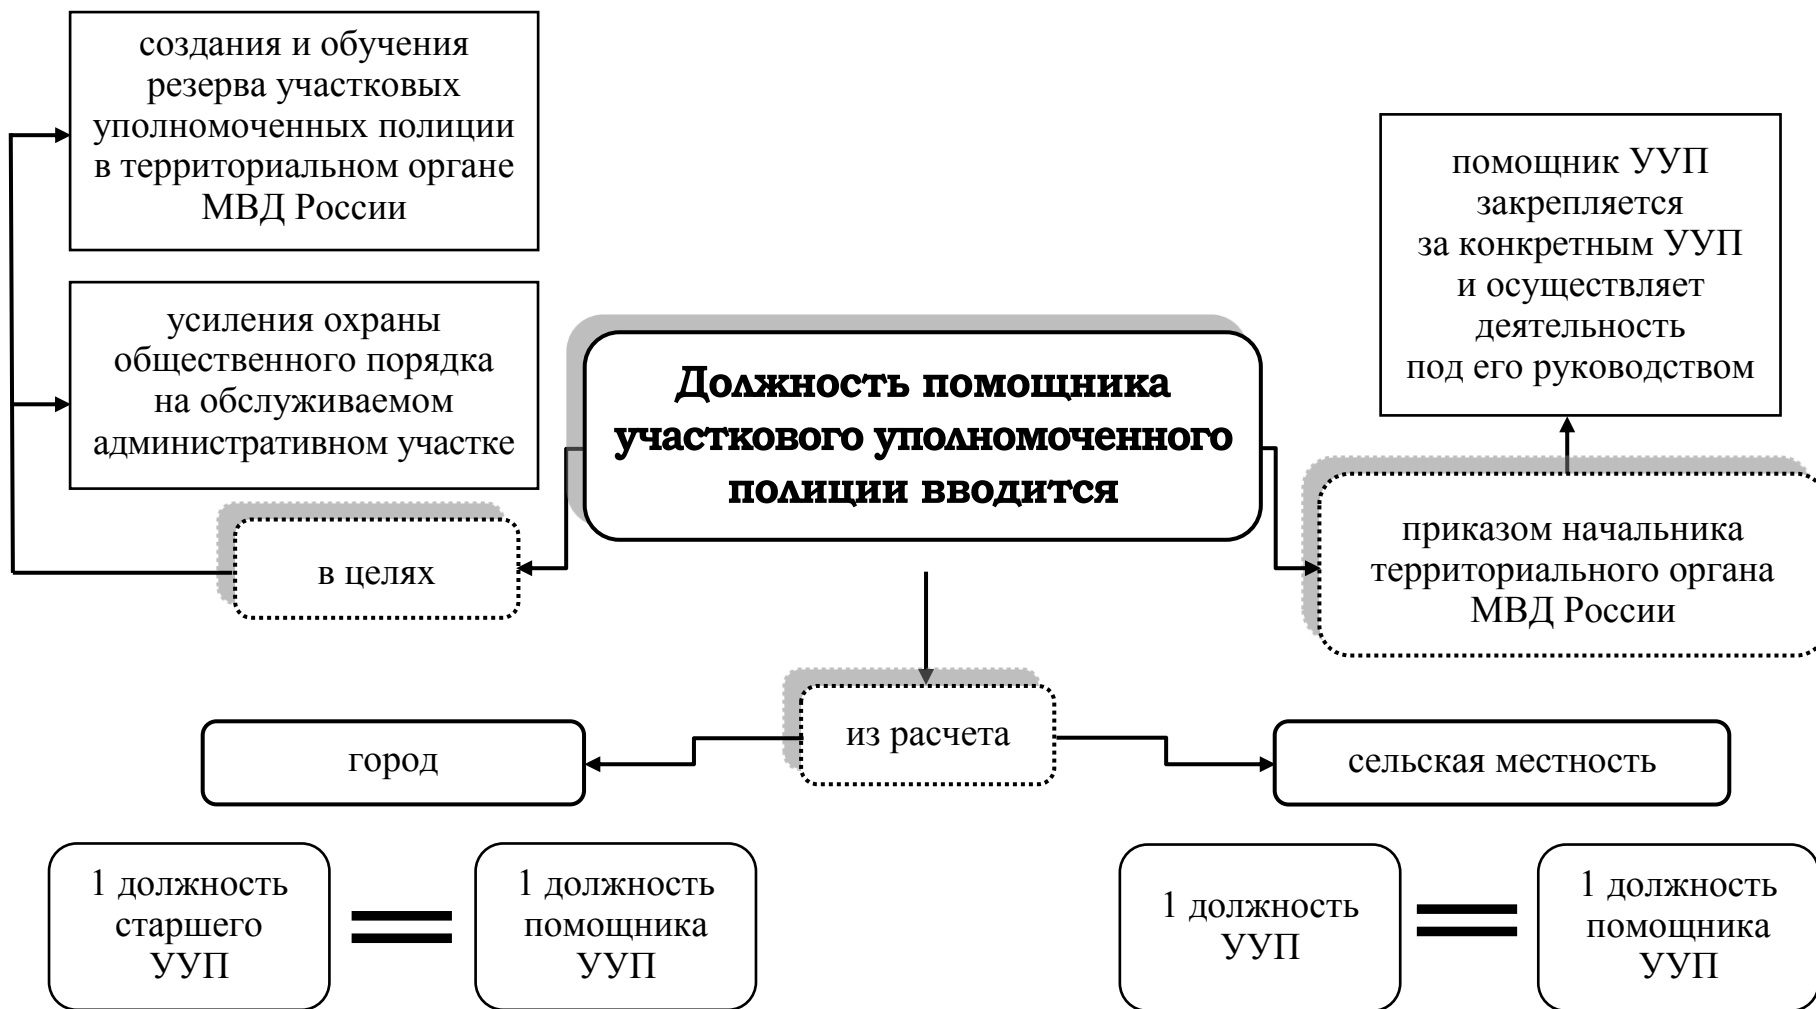 создания и обучения
резерва участковых
уполномоченных полиции
в территориальном органе
МВД России
усиления охраны
общественного порядка
на обслуживаемом
административном участке
в целях
Должность помощника
участкового уполномоченного
полиции вводится
помощник УУП
закрепляется
за конкретным УУП
и осуществляет
деятельность
под его руководством
приказом начальника
территориального органа
МВД России
из расчета
город
сельская местность
1 должность
старшего
УУП
1 должность
помощника
УУП
1 должность
УУП
1 должность
помощника
УУП